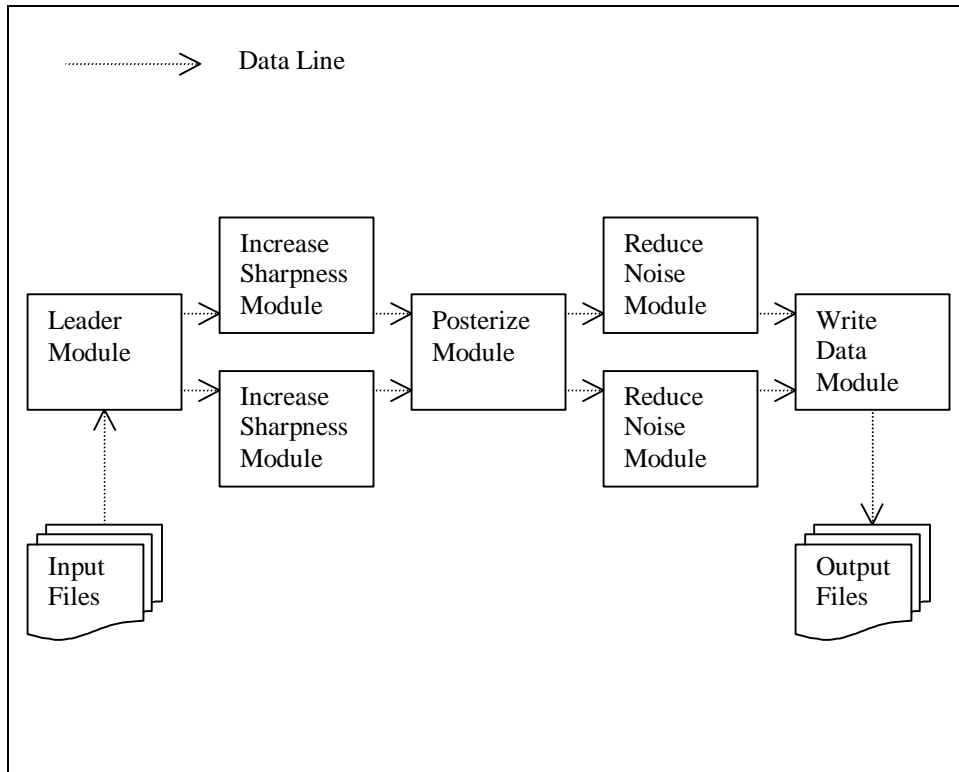 Data Line
Increase
Sharpness
Module
Reduce
Noise
Module
Leader
Module
Posterize
Module
Write
Data
Module
Increase
Sharpness
Module
Reduce
Noise
Module
Input
Files
Output
Files